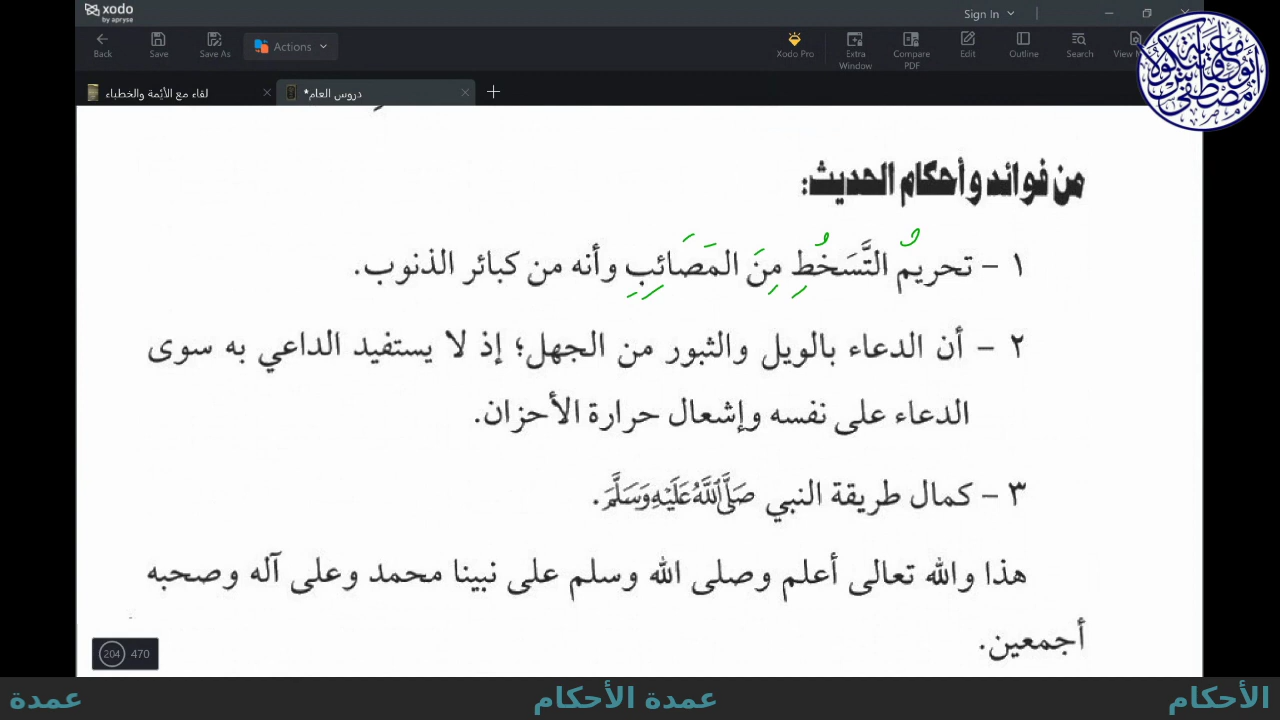 xodo
by apryse
Sign In
Back
Save
Save As
Actions
Xodo Pro
Extra Window
Compare PDF
Edit
Outline
Search
لقاء مع الأئمة والخطباء
دروس العام*
من فوائد وأحكام الحديث:
١ – تحريمُ التَّسَخُطِ مِنَ المَصَائِبِ وأنه من كبائر الذنوب.
٢ – أن الدعاء بالويل والثبور من الجهل؛ إذ لا يستفيد الداعي به سوى
الدعاء على نفسه وإشعال حرارة الأحزان.
٣ – كمال طريقة النبي صَلَّى ٱللَّهُ عَلَيْهِ وَسَلَّمَ.
هذا والله تعالى أعلم وصلى الله وسلم على نبينا محمد وعلى آله وصحبه
أجمعين.
204 470
الأحكام
عمدة الأحكام
عمدة